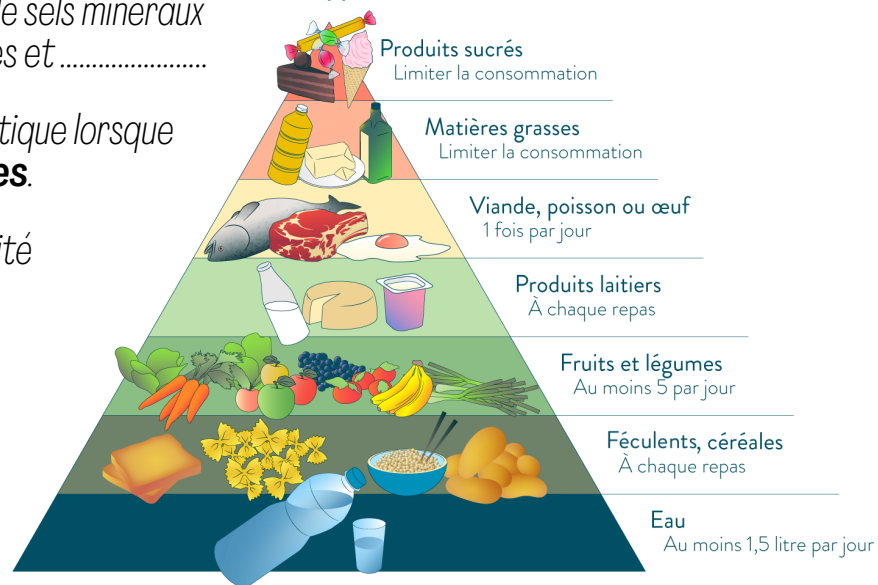 le sels minéraux
es et ......................
tique lorsque
es.
ité
Produits sucrés
Limiter la consommation
Matières grasses
Limiter la consommation
Viande, poisson ou œuf
1 fois par jour
Produits laitiers
À chaque repas
Fruits et légumes
Au moins 5 par jour
Féculents, céréales
À chaque repas
Eau
Au moins 1,5 litre par jour